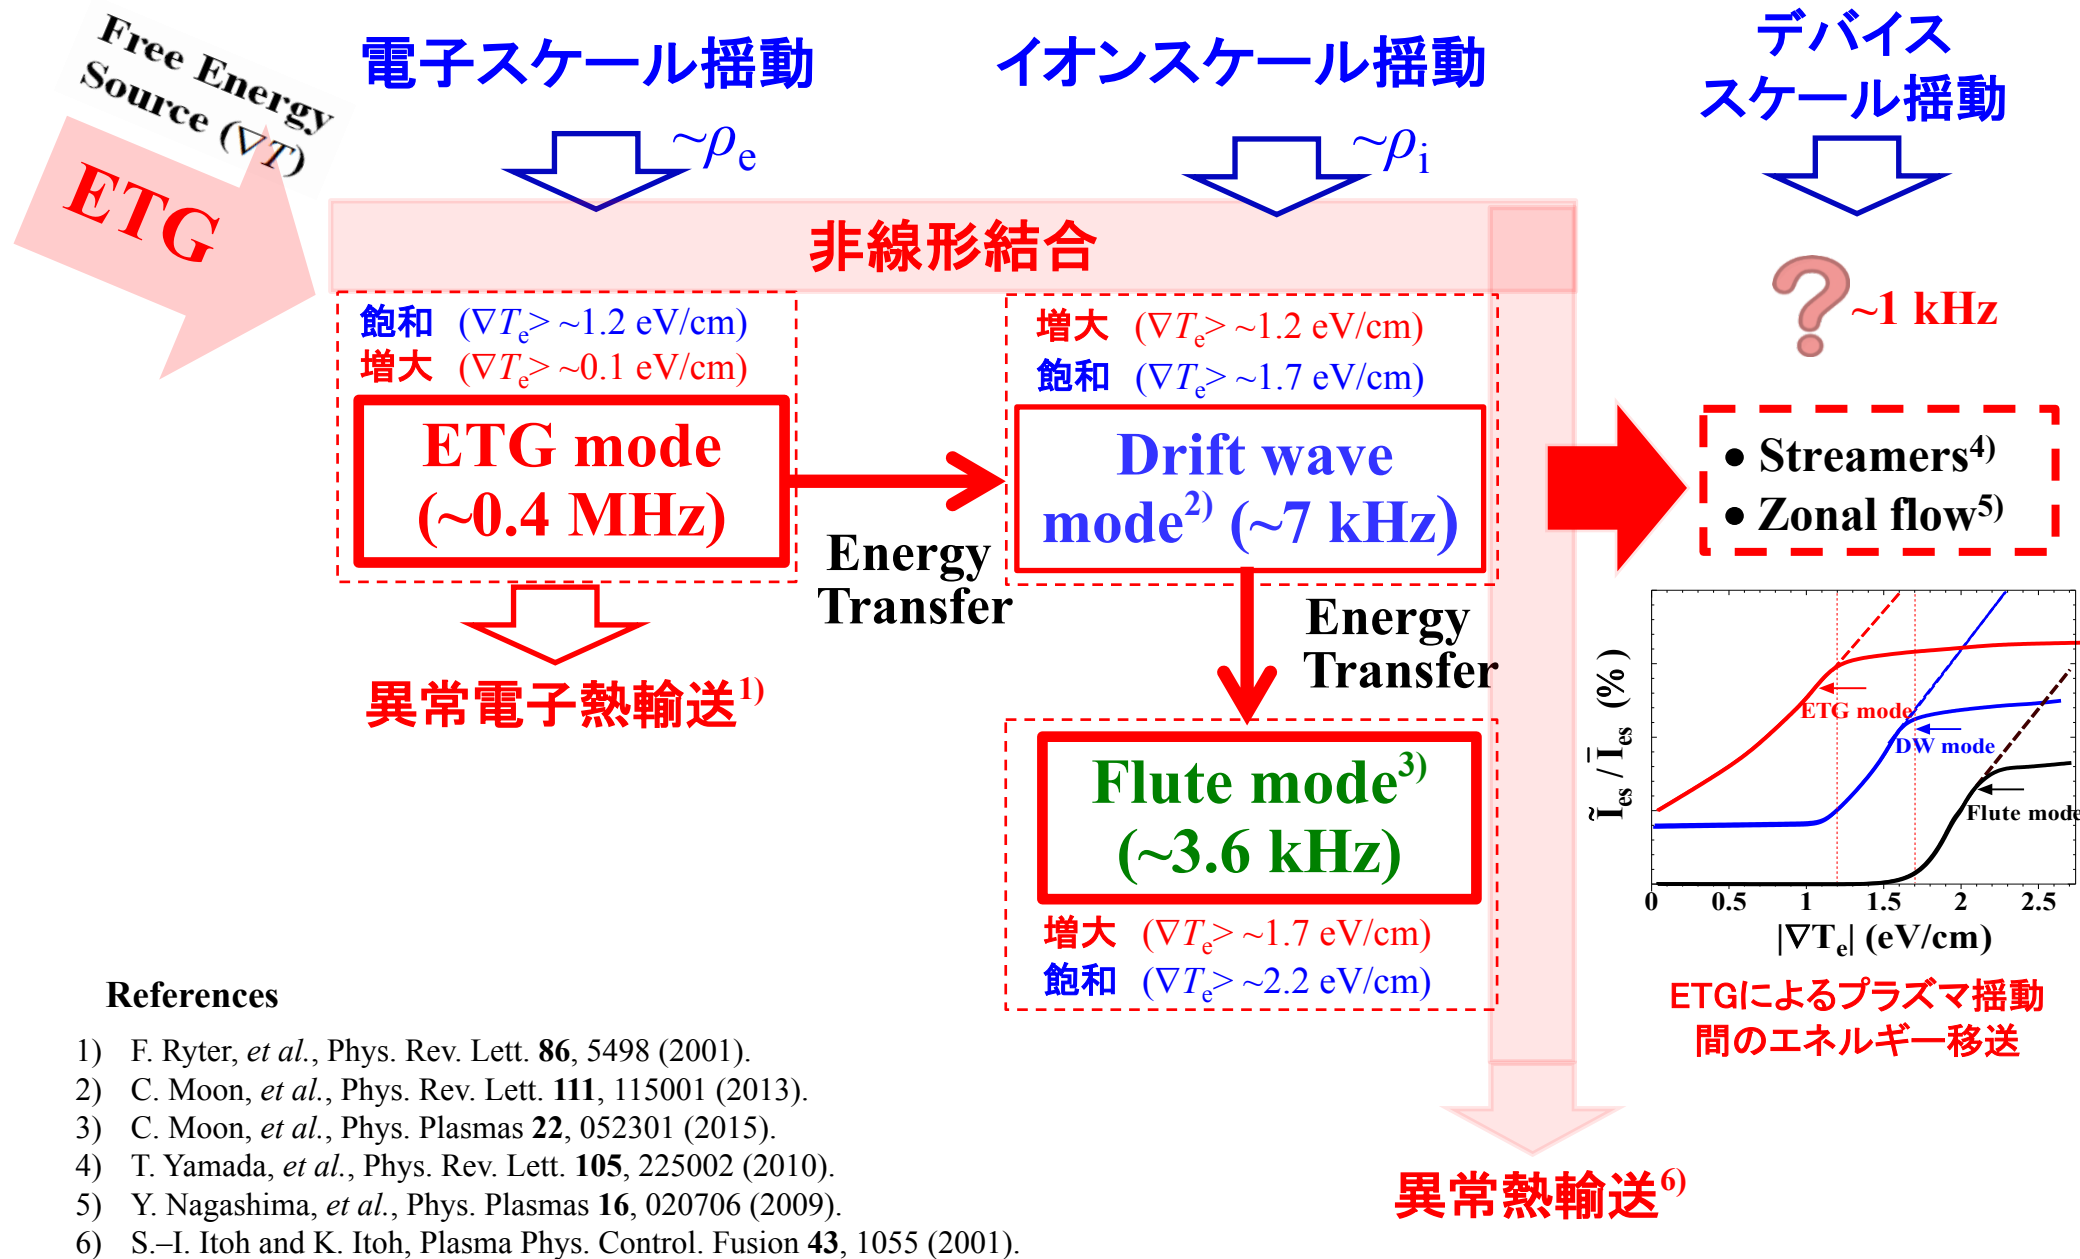 Free Energy
Source (∇T)
ETG
電子スケール揺動
~ρe
イオンスケール揺動
~ρi
デバイス
スケール揺動
非線形結合
飽和 (∇Te> ~1.2 eV/cm)
増大 (∇Te> ~0.1 eV/cm)
ETG mode
(~0.4 MHz)
Energy
Transfer
異常電子熱輸送1)
増大 (∇Te> ~1.2 eV/cm)
飽和 (∇Te> ~1.7 eV/cm)
Drift wave
mode2) (~7 kHz)
Energy
Transfer
Flute mode3)
(~3.6 kHz)
増大 (∇Te> ~1.7 eV/cm)
飽和 (∇Te> ~2.2 eV/cm)
?
~1 kHz
• Streamers4)
• Zonal flow5)
Ĩes / Īes (%)
ETG mode
DW mode
Flute mode
0 0.5 1 1.5 2 2.5
|∇Te| (eV/cm)
ETGによるプラズマ揺動
間のエネルギー移送
異常熱輸送6)
References
1) F. Ryter, et al., Phys. Rev. Lett. 86, 5498 (2001).
2) C. Moon, et al., Phys. Rev. Lett. 111, 115001 (2013).
3) C. Moon, et al., Phys. Plasmas 22, 052301 (2015).
4) T. Yamada, et al., Phys. Rev. Lett. 105, 225002 (2010).
5) Y. Nagashima, et al., Phys. Plasmas 16, 020706 (2009).
6) S.–I. Itoh and K. Itoh, Plasma Phys. Control. Fusion 43, 1055 (2001).